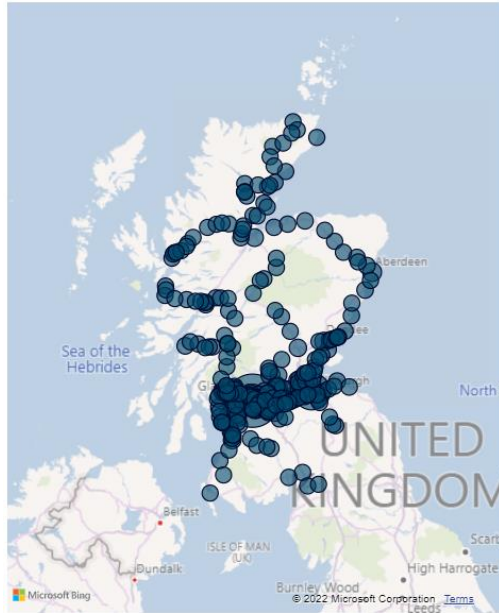 Aberdeen
Sea of the
Hebrides
North
UNITED
KINGDOM
Belfast
ISLE OF MAN
(UK)
Dundalk
Scart
High Harrogate
Burnley Wood
Leeds
Microsoft Bing
© 2022 Microsoft Corporation Terms